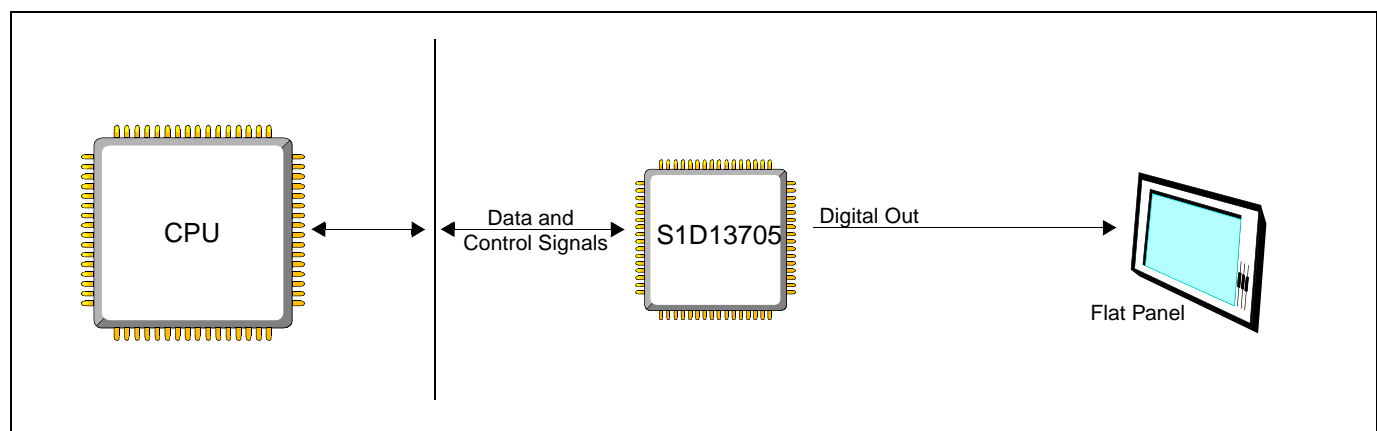 CPU
Data and
Control Signals
S1D13705
Digital Out
Flat Panel